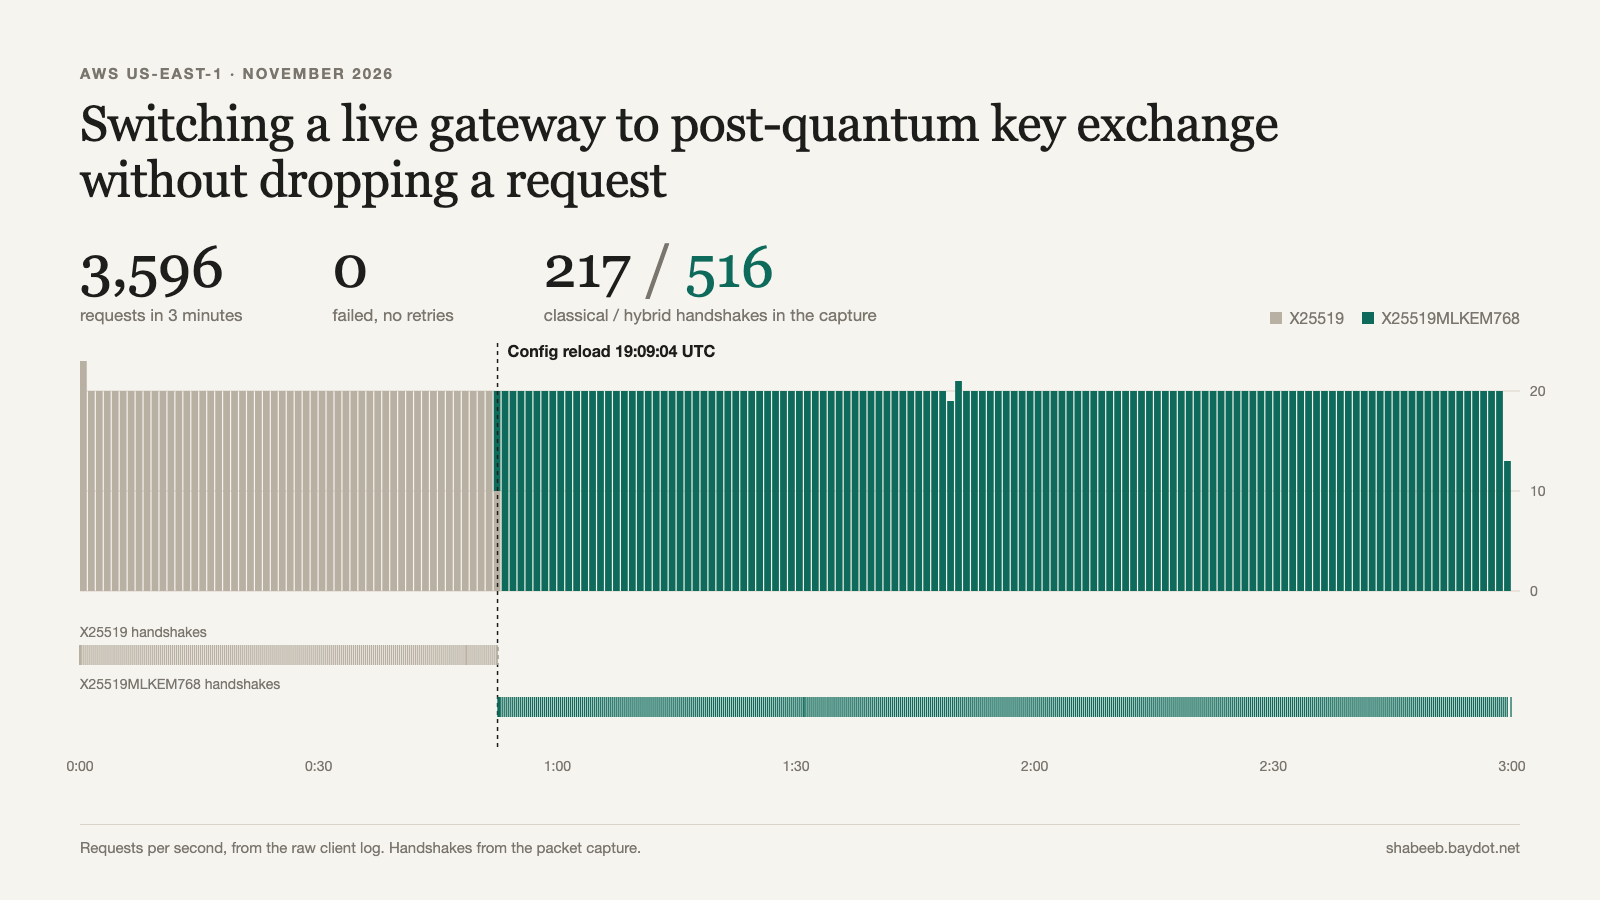 AWS US-EAST-1 · NOVEMBER 2026
Switching a live gateway to post-quantum key exchange
without dropping a request
3,596
requests in 3 minutes
0
failed, no retries
217 / 516
classical / hybrid handshakes in the capture
X25519
X25519MLKEM768
Config reload 19:09:04 UTC
20
10
0
X25519 handshakes
X25519MLKEM768 handshakes
0:00
0:30
1:00
1:30
2:00
2:30
3:00
Requests per second, from the raw client log. Handshakes from the packet capture.
shabeeb.baydot.net